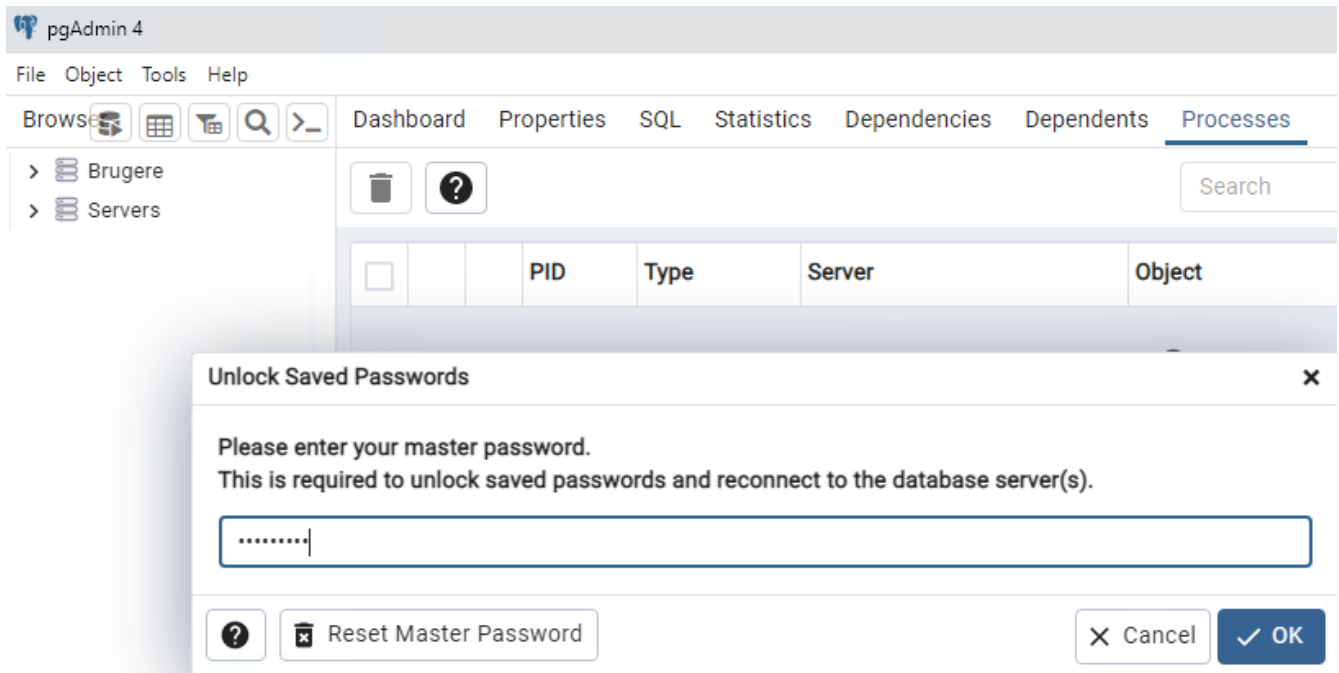 pgAdmin 4
File Object Tools Help
Browse Dashboard Properties SQL Statistics Dependencies Dependents Processes
Brugere
Servers
Search
PID Type Server Object
Unlock Saved Passwords
Please enter your master password.
This is required to unlock saved passwords and reconnect to the database server(s).
•••••••••
Reset Master Password Cancel OK